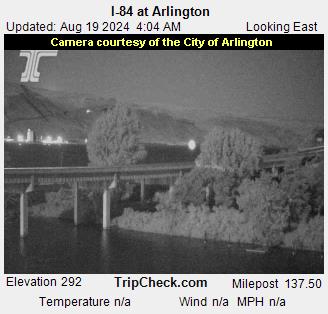 I-84 at Arlington
Updated: Aug 19 2024 4:04 AM Looking East
Camera courtesy of the City of Arlington
Elevation 292 TripCheck.com Milepost 137.50
Temperature n/a Wind n/a MPH n/a